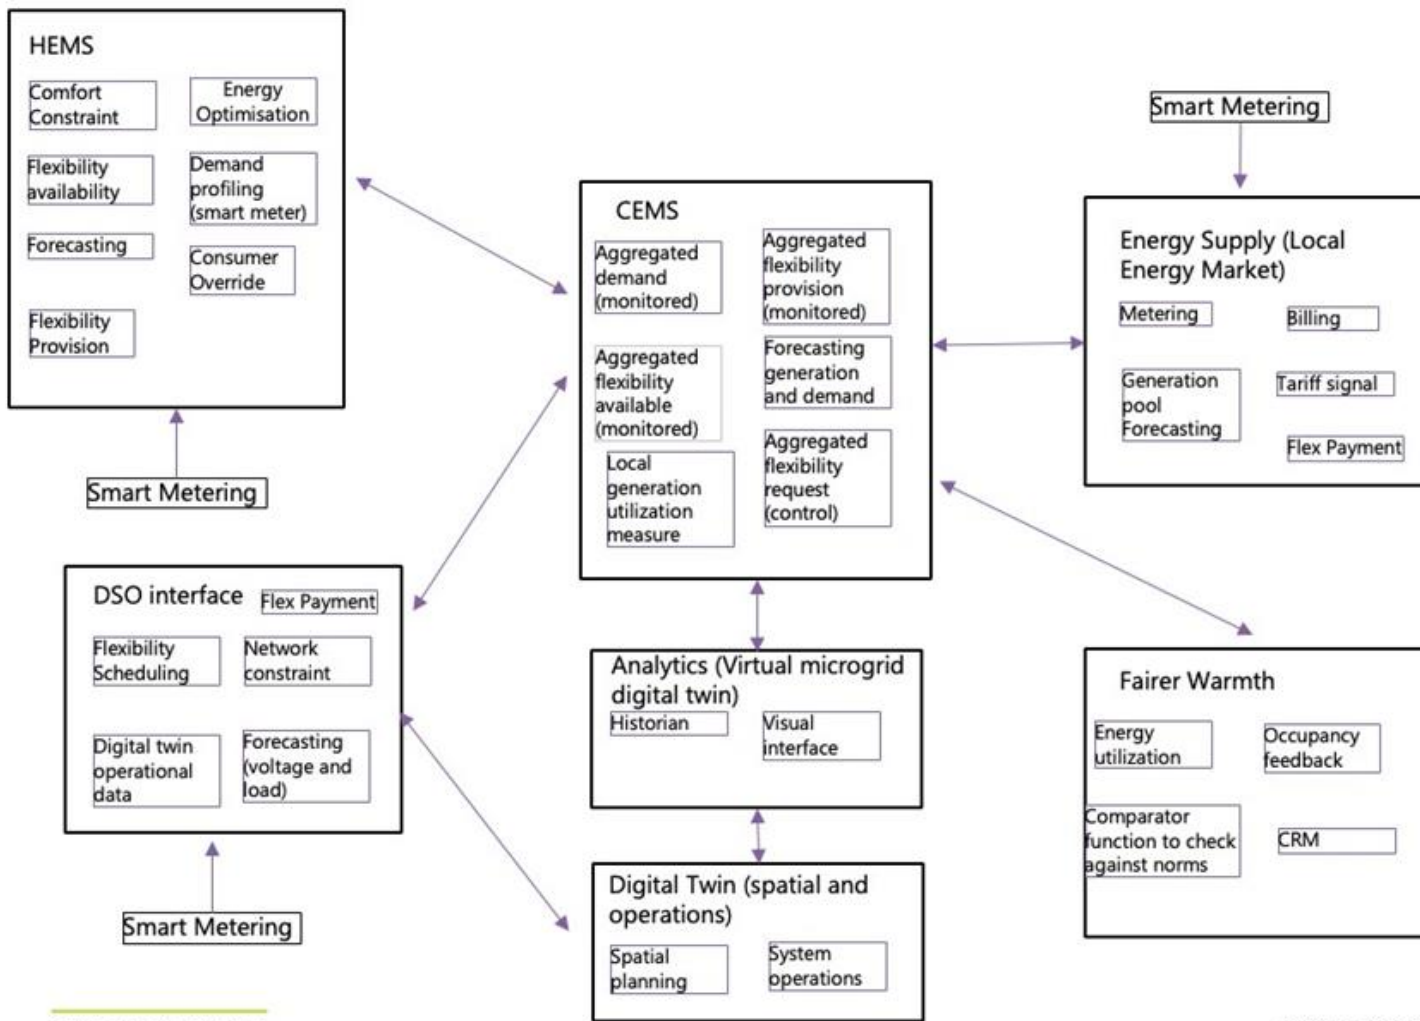 HEMS
Comfort
Constraint
Energy
Optimisation
Flexibility
availability
Demand
profiling
(smart meter)
Forecasting
Consumer
Override
Flexibility
Provision
Smart Metering
CEMS
Aggregated
demand
(monitored)
Aggregated
flexibility
provision
(monitored)
Aggregated
flexibility
available
(monitored)
Forecasting
generation
and demand
Local
generation
utilization
measure
Aggregated
flexibility
request
(control)
Smart Metering
Energy Supply (Local
Energy Market)
Metering
Billing
Generation
pool
Forecasting
Tariff signal
Flex Payment
DSO interface
Flex Payment
Flexibility
Scheduling
Network
constraint
Digital twin
operational
data
Forecasting
(voltage and
load)
Smart Metering
Analytics (Virtual microgrid
digital twin)
Historian
Visual
interface
Digital Twin (spatial and
operations)
Spatial
planning
System
operations
Fairer Warmth
Energy
utilization
Occupancy
feedback
Comparator
function to check
against norms
CRM